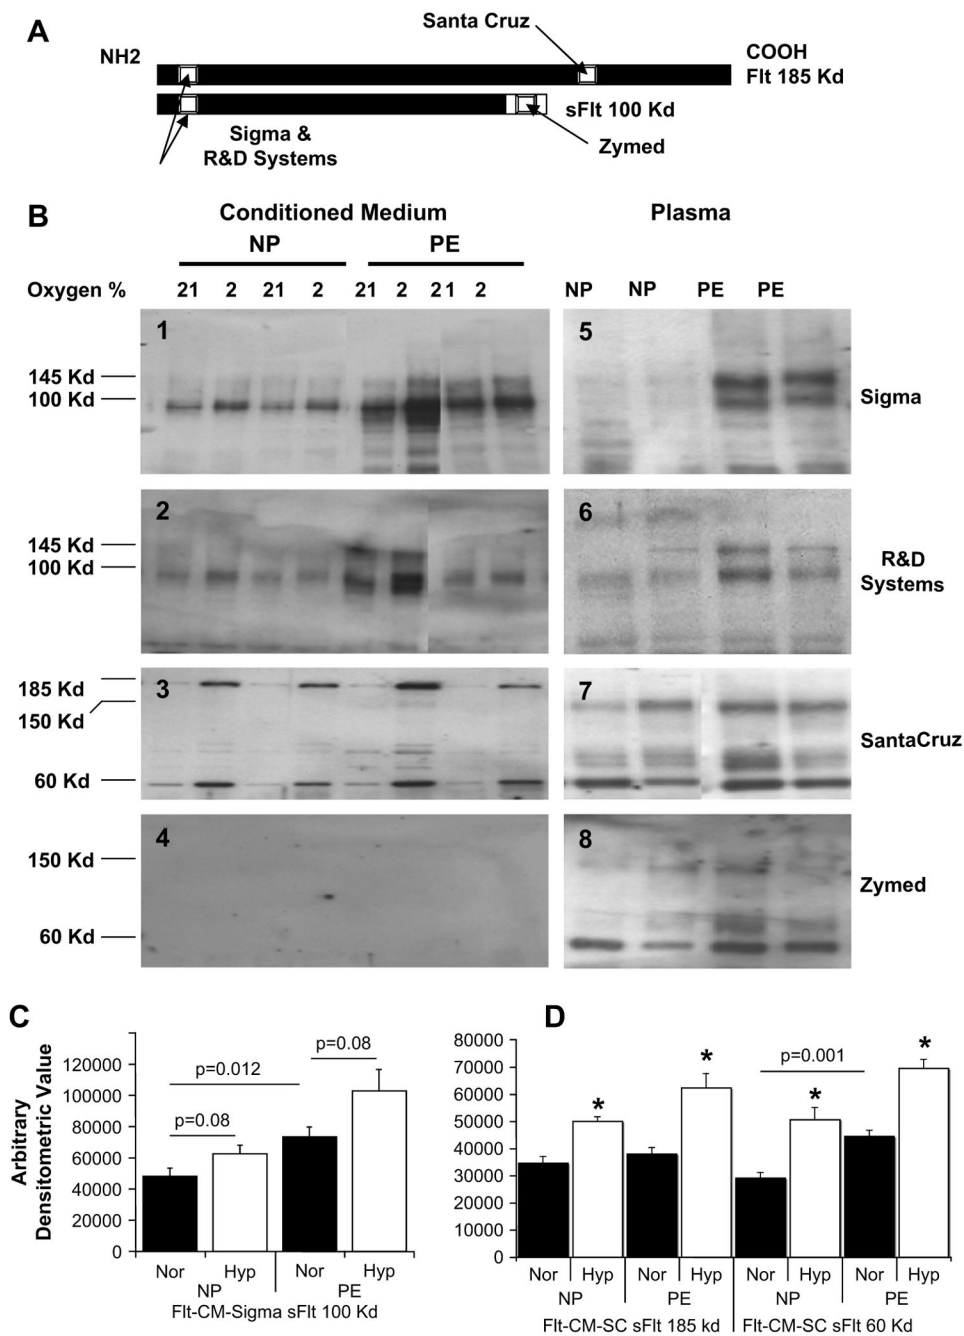 A
Santa Cruz
NH2
COOH
Flt 185 Kd
sFlt 100 Kd
Sigma &
R&D Systems
Zymed
B
Conditioned Medium
Plasma
NP
PE
Oxygen %
21 2 21 2 21 2 21 2
NP NP PE PE
1
145 Kd
100 Kd
5
Sigma
2
145 Kd
100 Kd
6
R&D
Systems
3
185 Kd
150 Kd
60 Kd
7
SantaCruz
4
150 Kd
60 Kd
8
Zymed
C
Arbitrary
Densitometric Value
120000
100000
80000
60000
40000
20000
0
p=0.08
p=0.012
p=0.08
Nor Hyp Nor Hyp
NP PE
Flt-CM-Sigma sFlt 100 Kd
D
80000
70000
60000
50000
40000
30000
20000
10000
0
* * * *
p=0.001
Nor Hyp Nor Hyp Nor Hyp Nor Hyp
NP PE NP PE
Flt-CM-SC sFlt 185 kd Flt-CM-SC sFlt 60 Kd